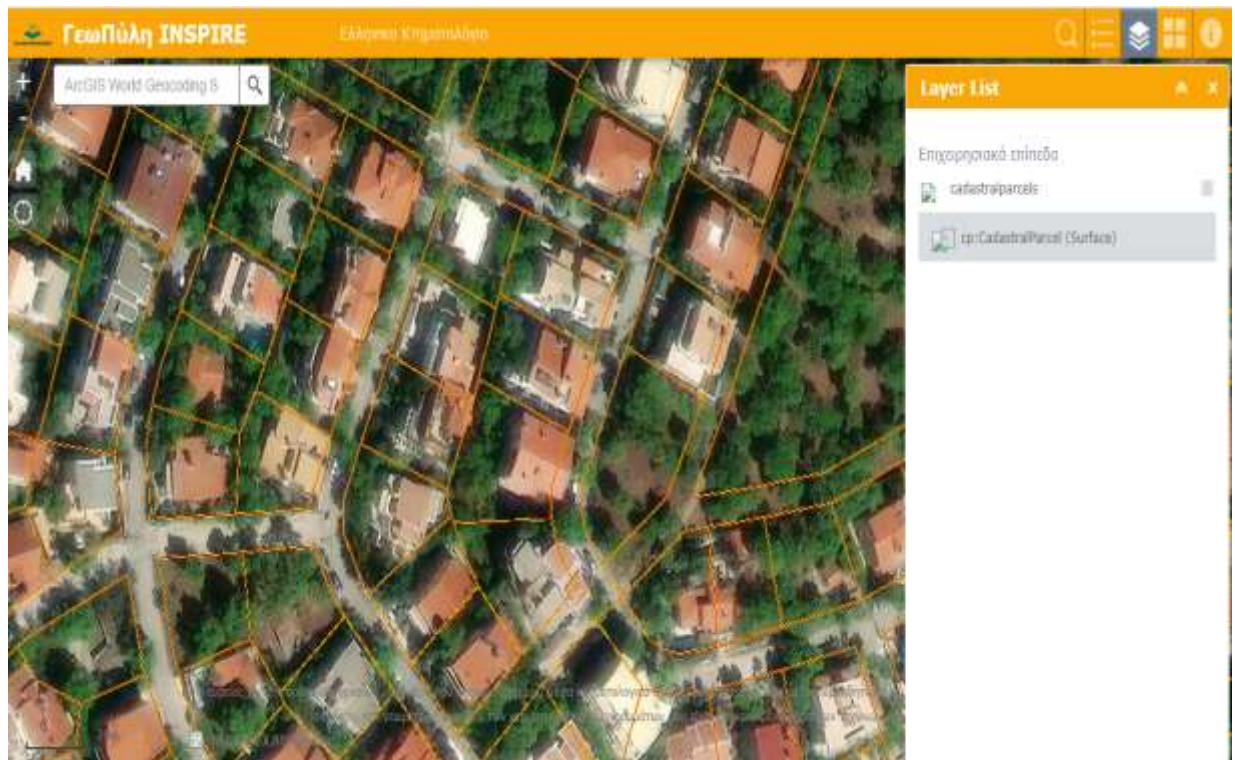 ΓεωΠύλη INSPIRE
Ελληνικό Κτηματολόγιο
ArcGIS World Geocoding S
Layer List
Επιχειρησιακά επίπεδα
cadastralparcels
cp:CadastralParcel (Surface)